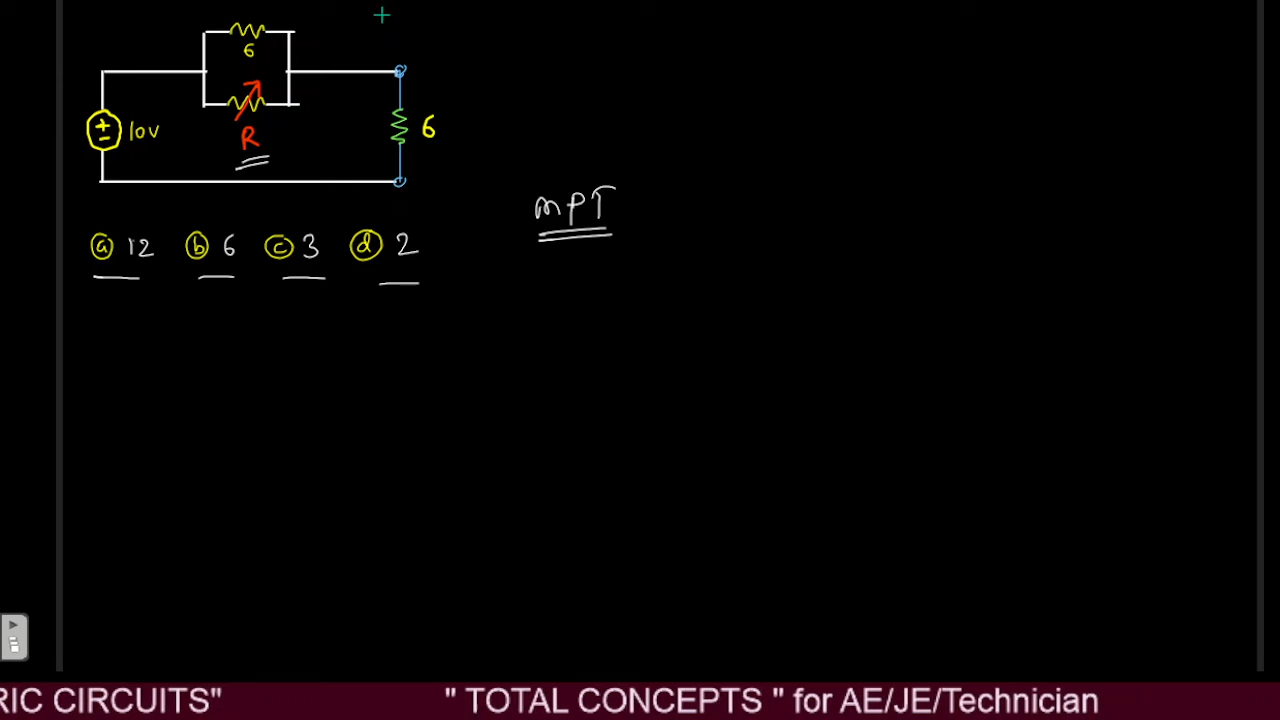 6
10V
R
6
MPT
a 12 b 6 c 3 d 2
RIC CIRCUITS" " TOTAL CONCEPTS " for AE/JE/Technician